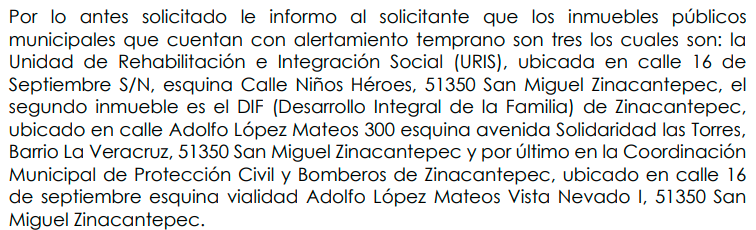 Por lo antes solicitado le informo al solicitante que los inmuebles públicos
municipales que cuentan con alertamiento temprano son tres los cuales son: la
Unidad de Rehabilitación e Integración Social (URIS), ubicada en calle 16 de
Septiembre S/N, esquina Calle Niños Héroes, 51350 San Miguel Zinacantepec, el
segundo inmueble es el DIF (Desarrollo Integral de la Familia) de Zinacantepec,
ubicado en calle Adolfo López Mateos 300 esquina avenida Solidaridad las Torres,
Barrio La Veracruz, 51350 San Miguel Zinacantepec y por último en la Coordinación
Municipal de Protección Civil y Bomberos de Zinacantepec, ubicado en calle 16
de septiembre esquina vialidad Adolfo López Mateos Vista Nevado I, 51350 San
Miguel Zinacantepec.